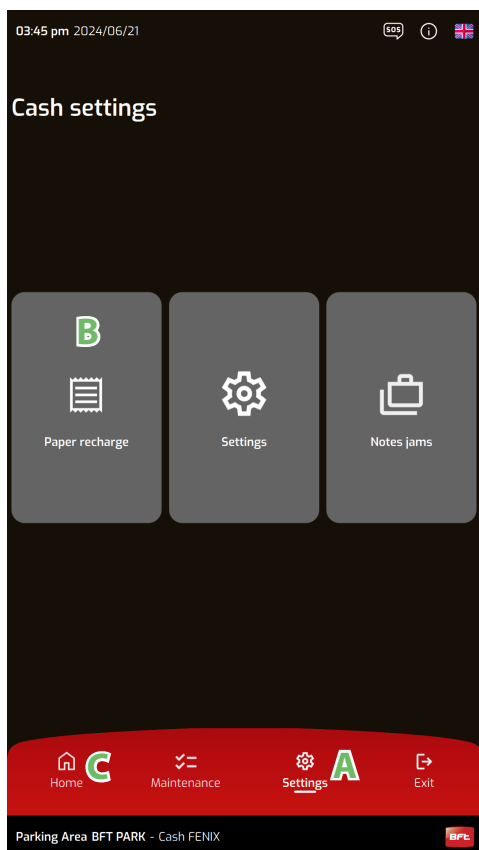 03:45 pm 2024/06/21
SOS
Cash settings
B
Paper recharge
Settings
Notes jams
C
A
Home
Maintenance
Settings
Exit
Parking Area BFT PARK - Cash FENIX
BFT